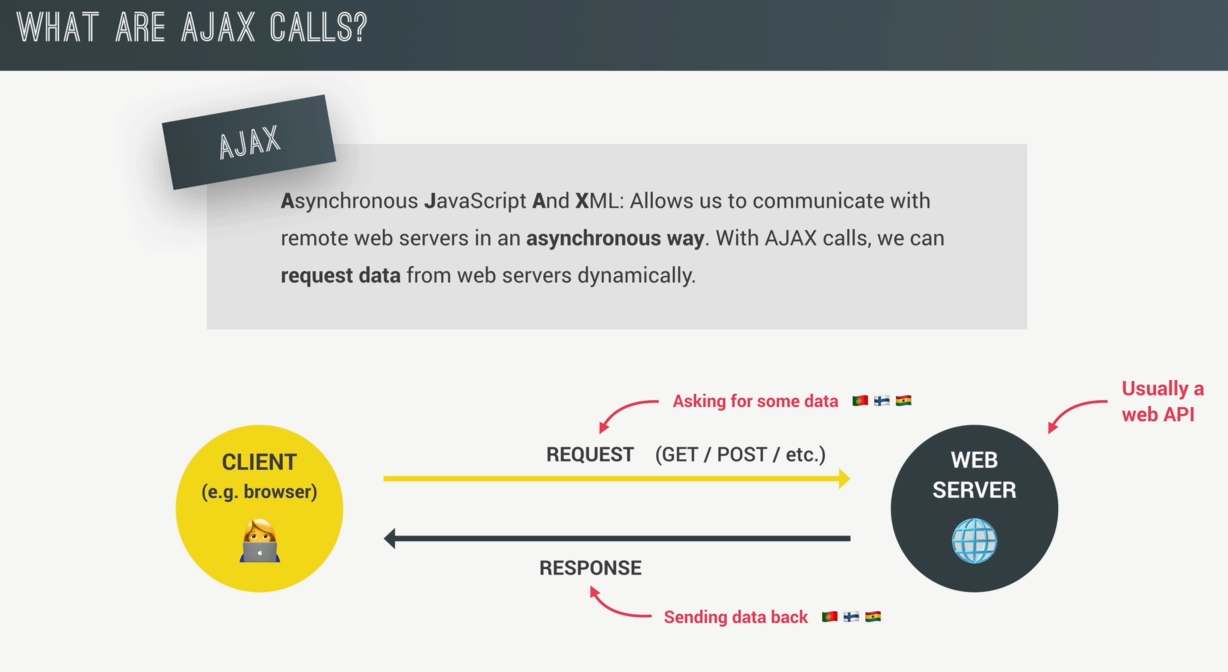 WHAT ARE AJAX CALLS?
AJAX
Asynchronous JavaScript And XML: Allows us to communicate with
remote web servers in an asynchronous way. With AJAX calls, we can
request data from web servers dynamically.
Usually a
web API
Asking for some data
REQUEST (GET / POST / etc.)
CLIENT
(e.g. browser)
WEB
SERVER
RESPONSE
Sending data back